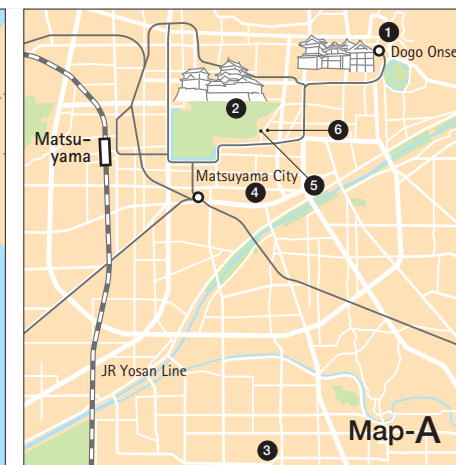 1
Dogo Onse
2
6
Matsu-
yama
5
Matsuyama City
4
JR Yosan Line
Map-A
3